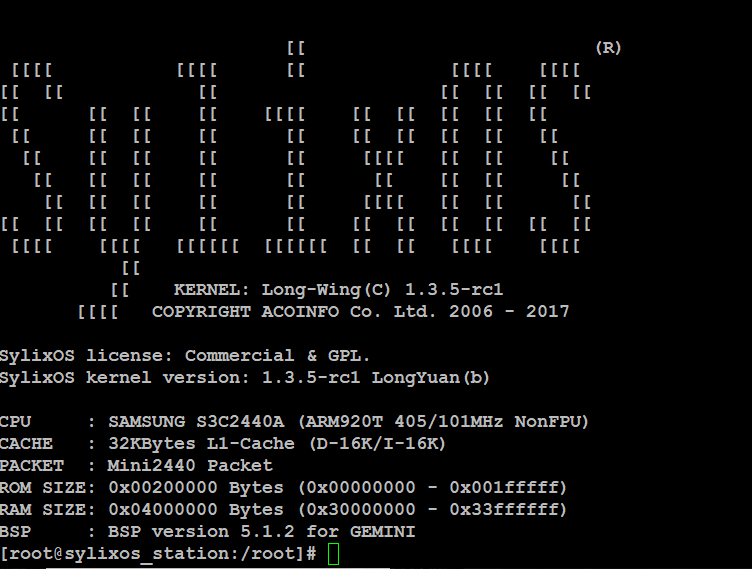 SylixOS
(R)
KERNEL: Long-Wing(C) 1.3.5-rc1
COPYRIGHT ACOINFO Co. Ltd. 2006 - 2017
SylixOS license: Commercial & GPL.
SylixOS kernel version: 1.3.5-rc1 LongYuan(b)
CPU     : SAMSUNG S3C2440A (ARM920T 405/101MHz NonFPU)
CACHE   : 32KBytes L1-Cache (D-16K/I-16K)
PACKET  : Mini2440 Packet
ROM SIZE: 0x00200000 Bytes (0x00000000 - 0x001fffff)
RAM SIZE: 0x04000000 Bytes (0x30000000 - 0x33ffffff)
BSP     : BSP version 5.1.2 for GEMINI
[root@sylixos_station:/root]#